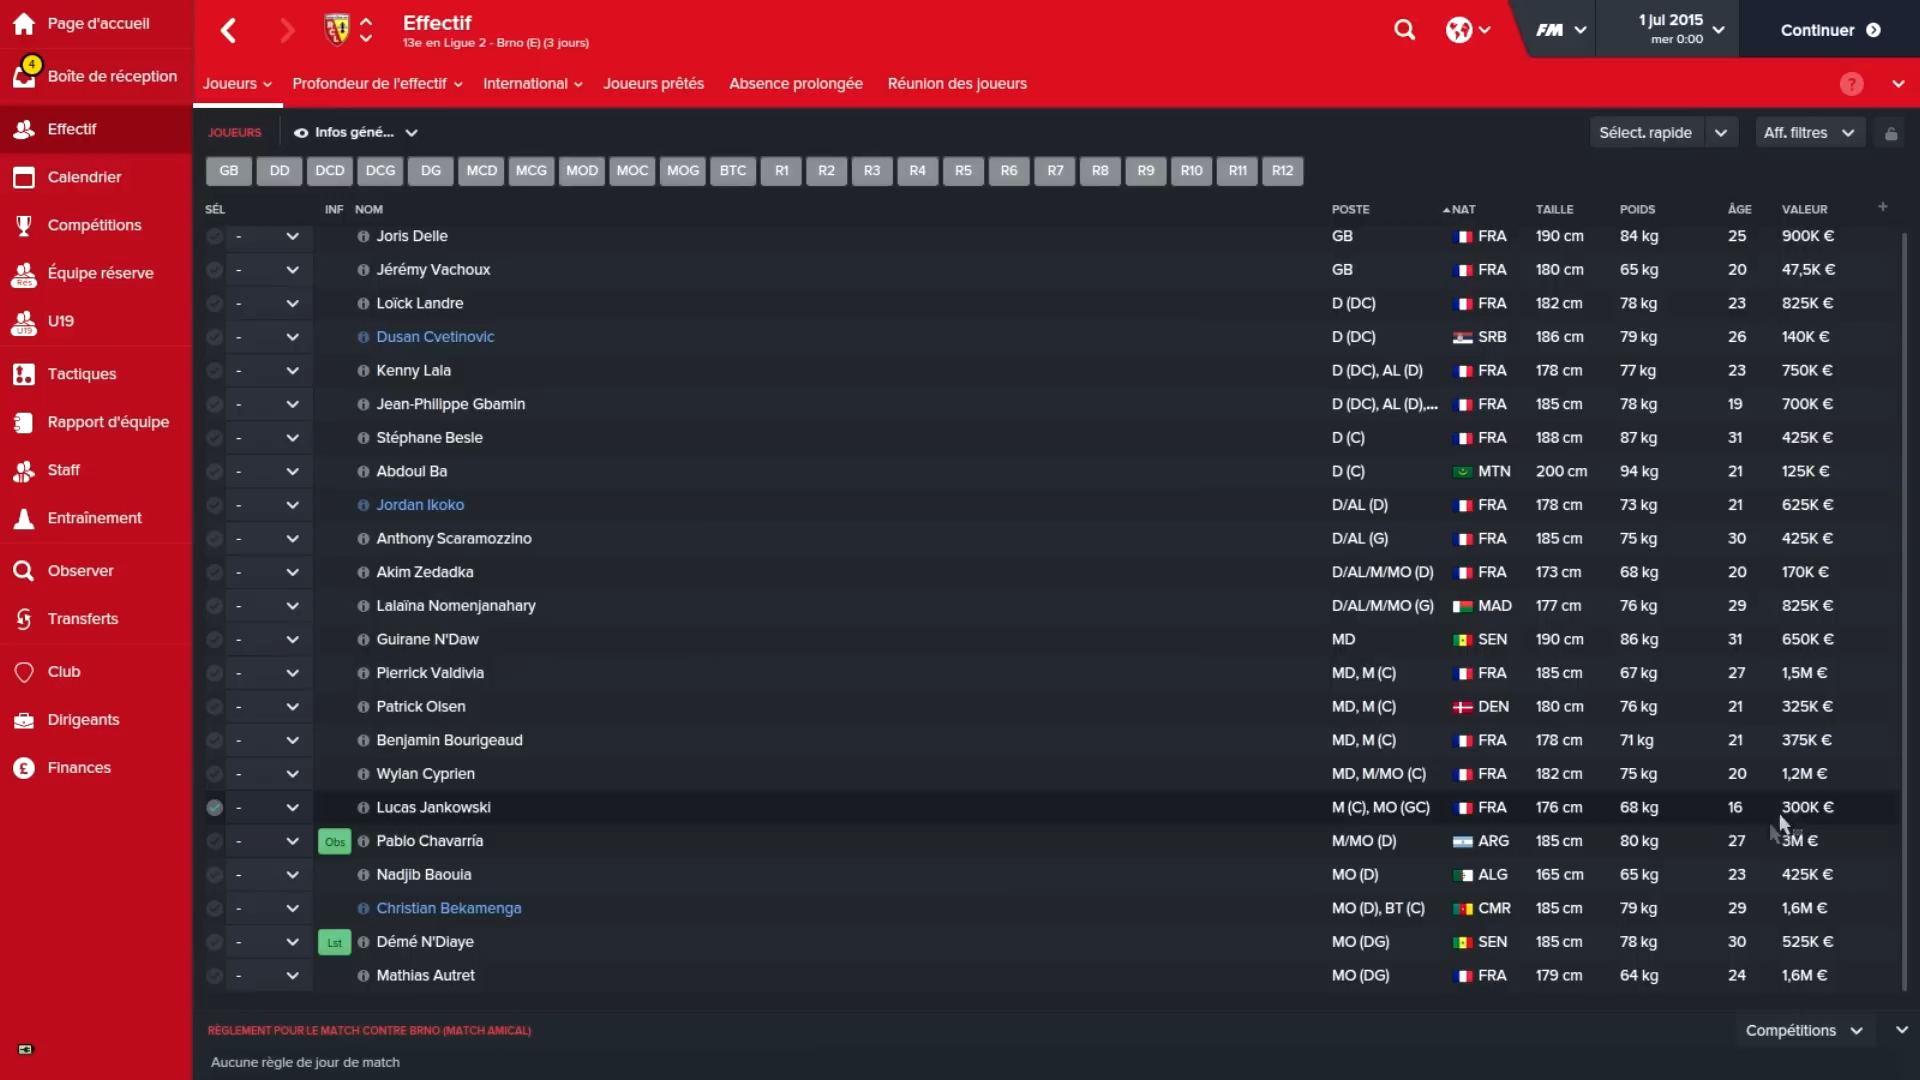 Page d'accueil
4
Boîte de réception
Effectif
Calendrier
Compétitions
Res
Équipe réserve
U19
U19
Tactiques
Rapport d'équipe
Staff
Entraînement
Observer
Transferts
Club
Dirigeants
£ Finances
Effectif
13e en Ligue 2 - Brno (E) (3 jours)
FM
1 jul 2015
mer 0:00
Continuer
Joueurs Profondeur de l'effectif International Joueurs prêtés Absence prolongée Réunion des joueurs ?
JOUEURS Infos géné... Sélect. rapide Aff. filtres
GB DD DCD DCG DG MCD MCG MOD MOC MOG BTC R1 R2 R3 R4 R5 R6 R7 R8 R9 R10 R11 R12
SÉL INF NOM POSTE NAT TAILLE POIDS ÂGE VALEUR +
- Joris Delle GB FRA 190 cm 84 kg 25 900K €
- Jérémy Vachoux GB FRA 180 cm 65 kg 20 47,5K €
- Loïck Landre D (DC) FRA 182 cm 78 kg 23 825K €
- Dusan Cvetinovic D (DC) SRB 186 cm 79 kg 26 140K €
- Kenny Lala D (DC), AL (D) FRA 178 cm 77 kg 23 750K €
- Jean-Philippe Gbamin D (DC), AL (D),... FRA 185 cm 78 kg 19 700K €
- Stéphane Besle D (C) FRA 188 cm 87 kg 31 425K €
- Abdoul Ba D (C) MTN 200 cm 94 kg 21 125K €
- Jordan Ikoko D/AL (D) FRA 178 cm 73 kg 21 625K €
- Anthony Scaramozzino D/AL (G) FRA 185 cm 75 kg 30 425K €
- Akim Zedadka D/AL/M/MO (D) FRA 173 cm 68 kg 20 170K €
- Lalaïna Nomenjanahary D/AL/M/MO (G) MAD 177 cm 76 kg 29 825K €
- Guirane N'Daw MD SEN 190 cm 86 kg 31 650K €
- Pierrick Valdivia MD, M (C) FRA 185 cm 67 kg 27 1,5M €
- Patrick Olsen MD, M (C) DEN 180 cm 76 kg 21 325K €
- Benjamin Bourigeaud MD, M (C) FRA 178 cm 71 kg 21 375K €
- Wylan Cyprien MD, M/MO (C) FRA 182 cm 75 kg 20 1,2M €
- Lucas Jankowski M (C), MO (GC) FRA 176 cm 68 kg 16 300K €
- Obs Pablo Chavarría M/MO (D) ARG 185 cm 80 kg 27 3M €
- Nadjib Baouia MO (D) ALG 165 cm 65 kg 23 425K €
- Christian Bekamenga MO (D), BT (C) CMR 185 cm 79 kg 29 1,6M €
- Lst Démé N'Diaye MO (DG) SEN 185 cm 78 kg 30 525K €
- Mathias Autret MO (DG) FRA 179 cm 64 kg 24 1,6M €
RÈGLEMENT POUR LE MATCH CONTRE BRNO (MATCH AMICAL) Compétitions
Aucune règle de jour de match